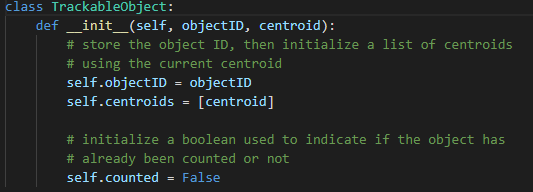 class TrackableObject:
    def __init__(self, objectID, centroid):
        # store the object ID, then initialize a list of centroids
        # using the current centroid
        self.objectID = objectID
        self.centroids = [centroid]

        # initialize a boolean used to indicate if the object has
        # already been counted or not
        self.counted = False